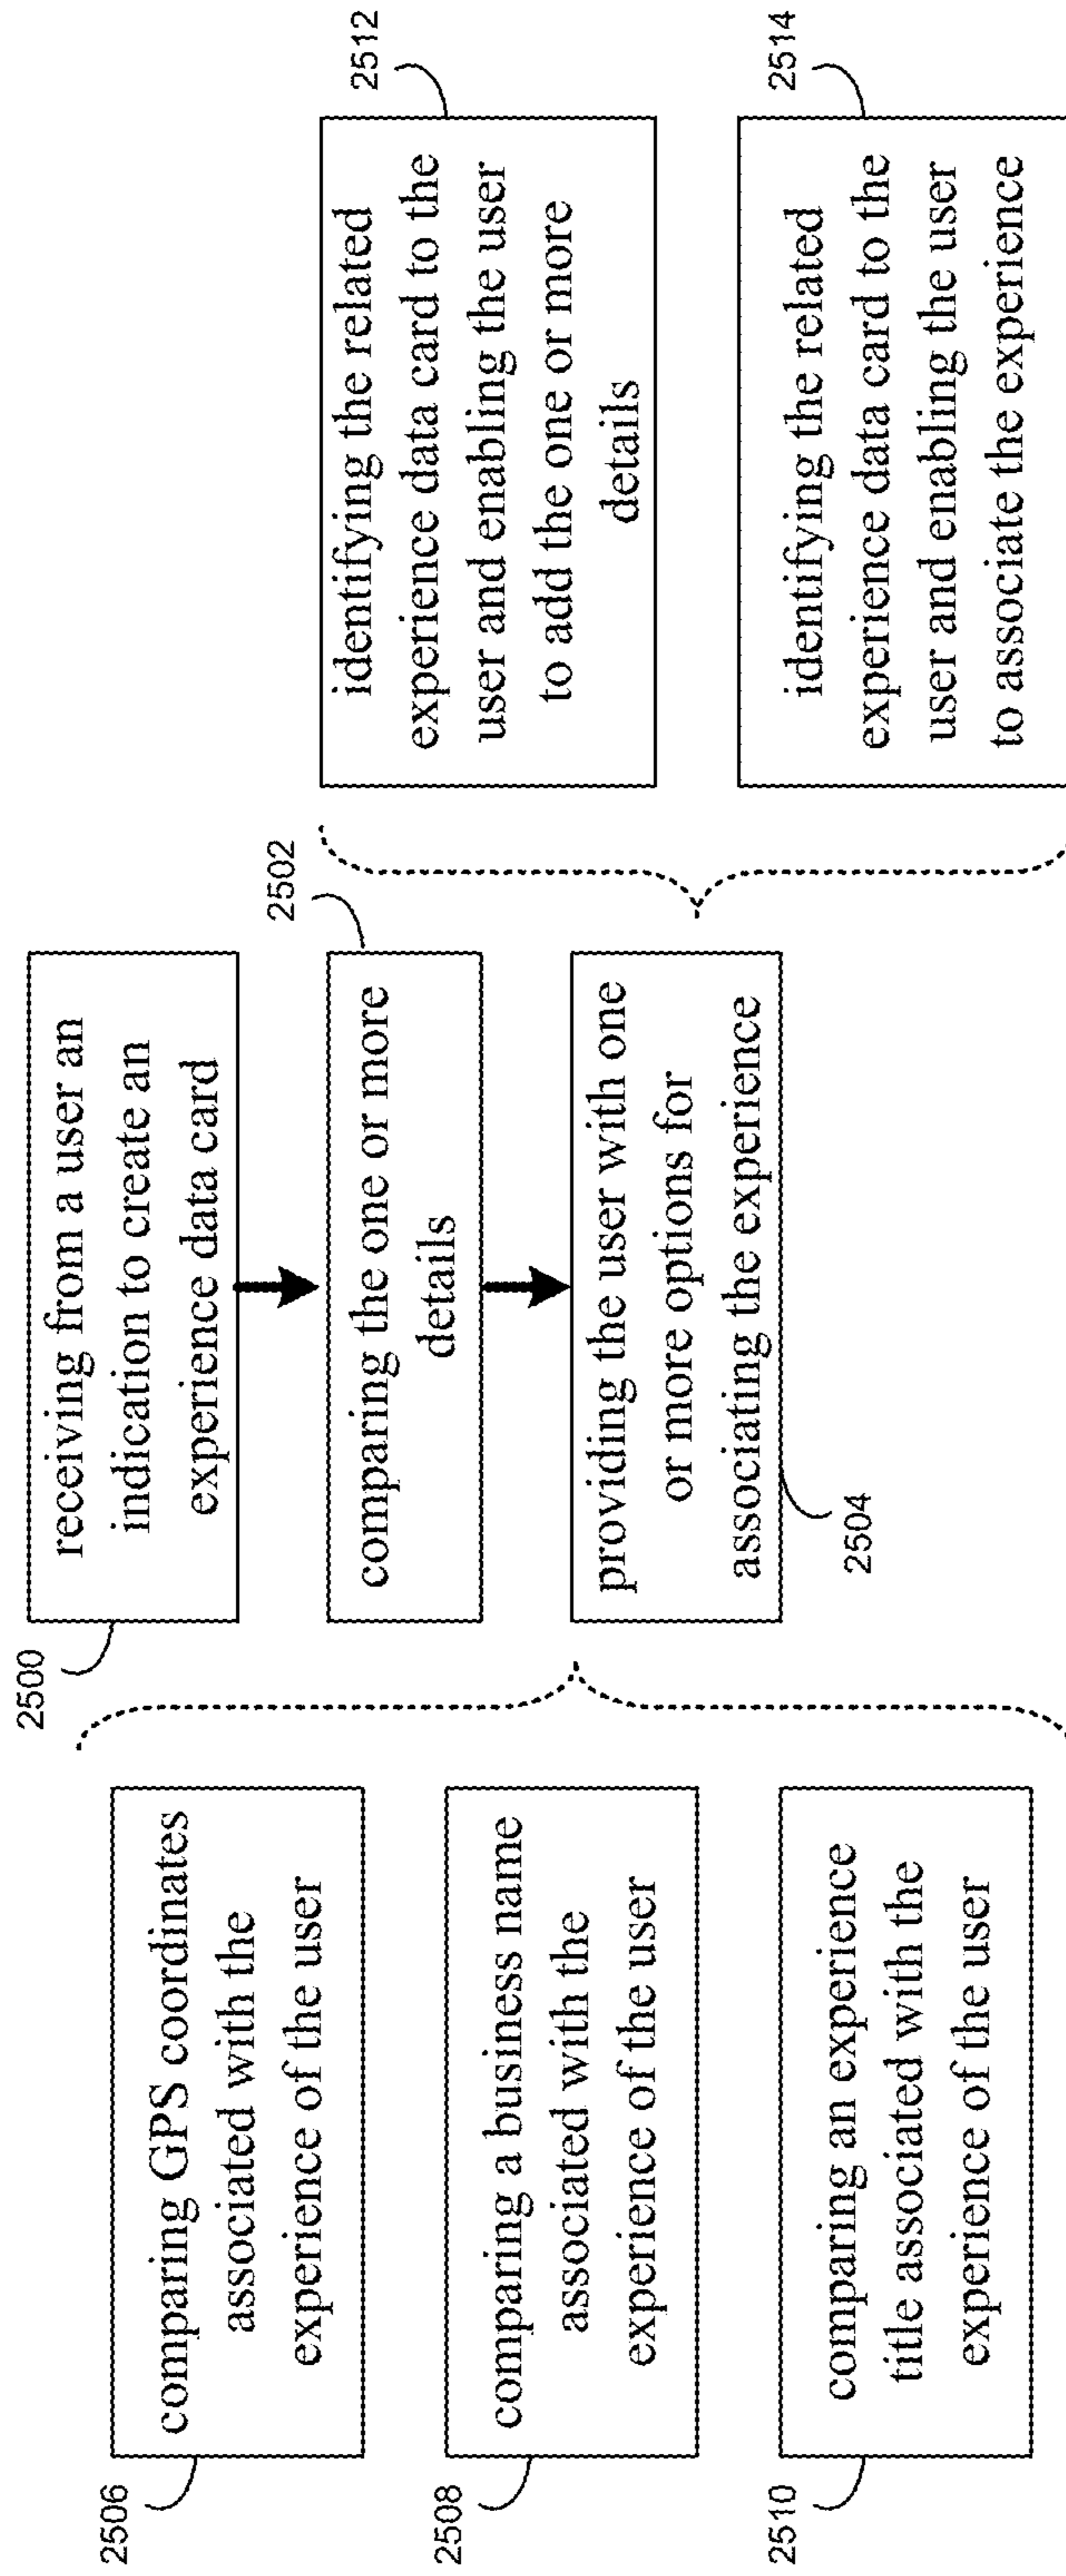 2500
receiving from a user an
indication to create an
experience data card
2502
comparing the one or more
details
providing the user with one
or more options for
associating the experience
2504
2506
comparing GPS coordinates
associated with the
experience of the user
2508
comparing a business name
associated with the
experience of the user
2510
comparing an experience
title associated with the
experience of the user
2512
identifying the related
experience data card to the
user and enabling the user
to add the one or more
details
2514
identifying the related
experience data card to the
user and enabling the user
to associate the experience